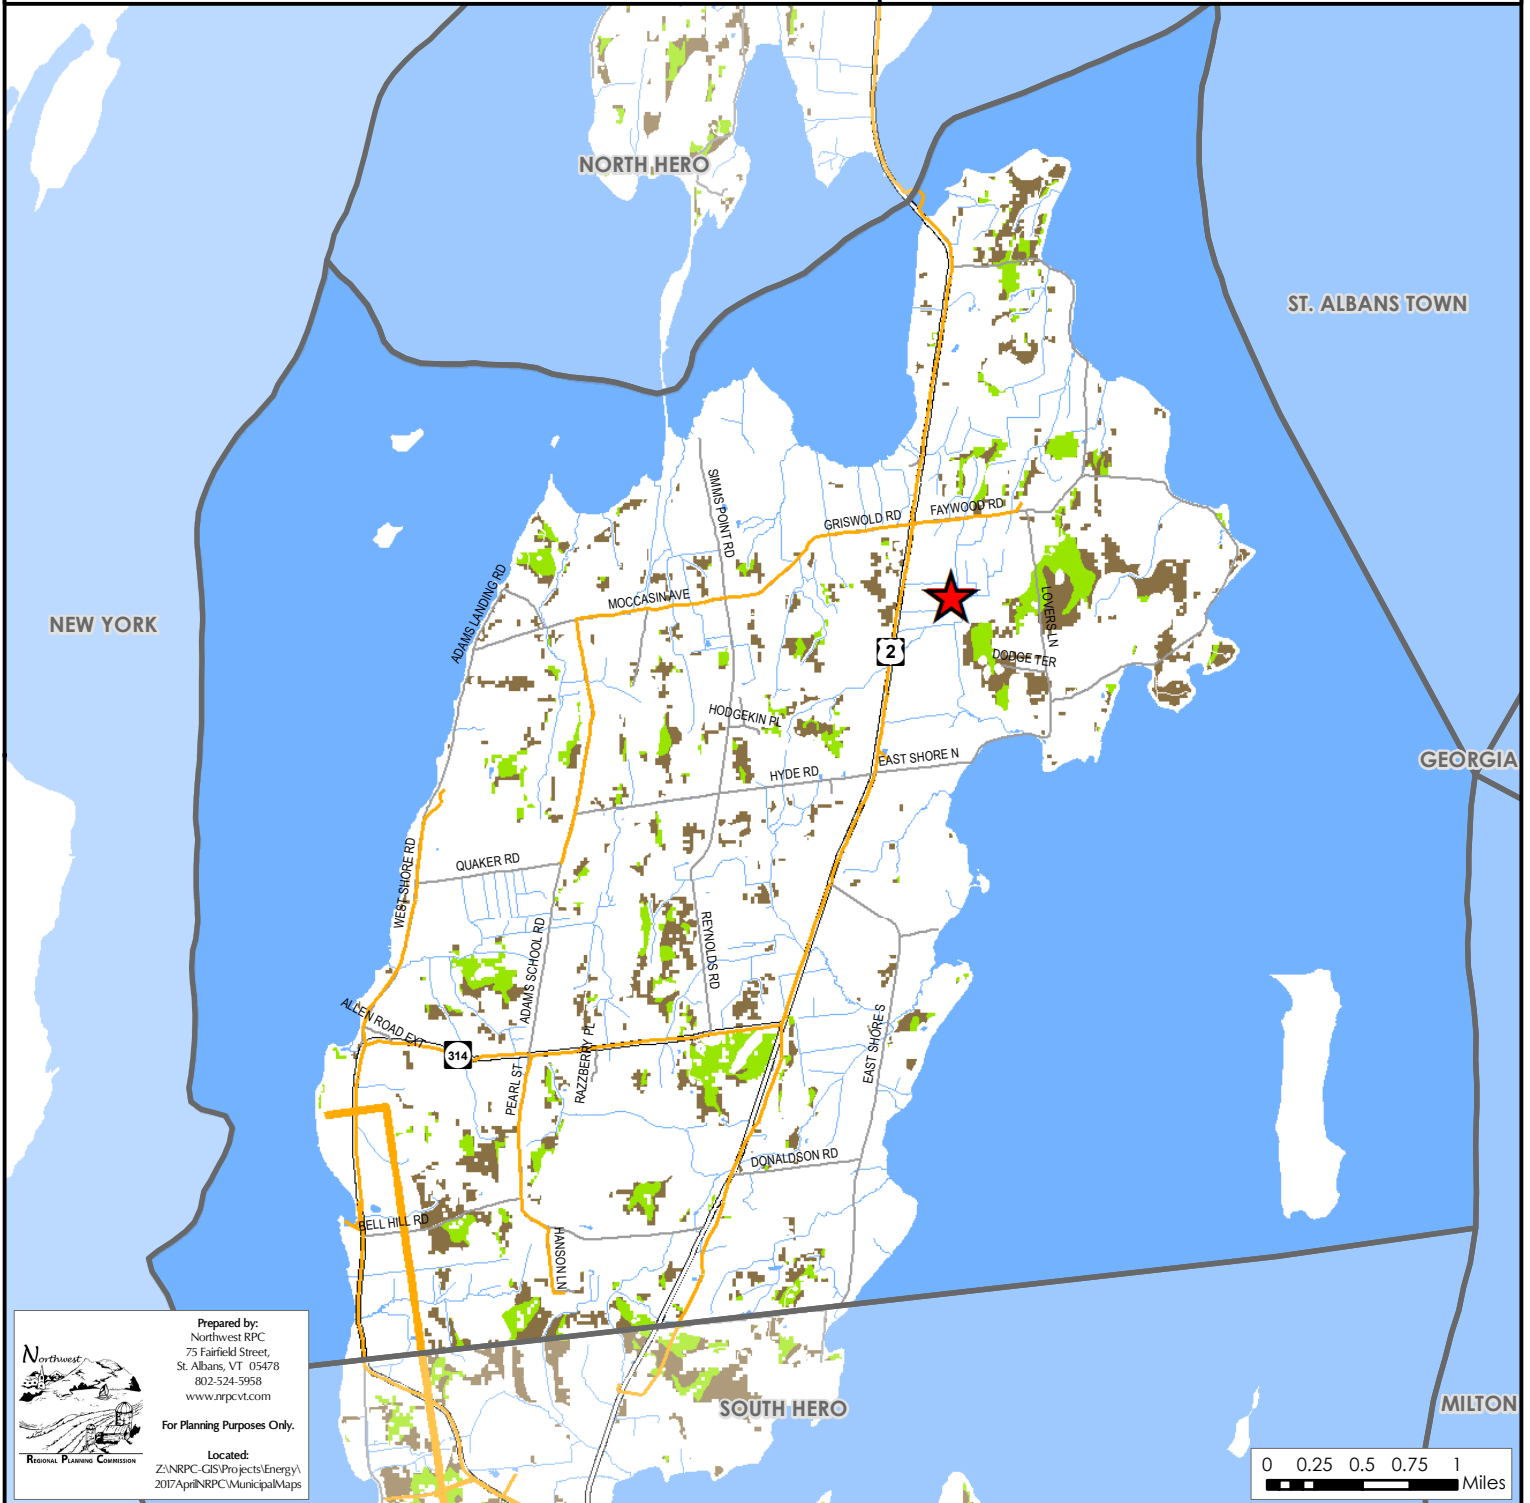 NORTH HERO
ST. ALBANS TOWN
SIMMS POINT RD
GRISWOLD RD
FAYWOOD RD
ADAMS LANDING RD
MOCCASIN AVE
LOVERS LN
NEW YORK
2
DODGE TER
HODGEKIN PL
EAST SHORE N
GEORGIA
HYDE RD
WEST SHORE RD
QUAKER RD
ADAMS SCHOOL RD
REYNOLDS RD
ALLEN ROAD EXT
314
RAZZBERRY PL
EAST SHORE S
PEARL ST
DONALDSON RD
BELL HILL RD
HANSON LN
SOUTH HERO
MILTON
Northwest
REGIONAL PLANNING COMMISSION
Prepared by:
Northwest RPC
75 Fairfield Street,
St. Albans, VT 05478
802-524-5958
www.nrpcvt.com
For Planning Purposes Only.
Located:
Z:\NRPC-GIS\Projects\Energy\
2017AprilNRPC\MunicipalMaps
0 0.25 0.5 0.75 1
Miles